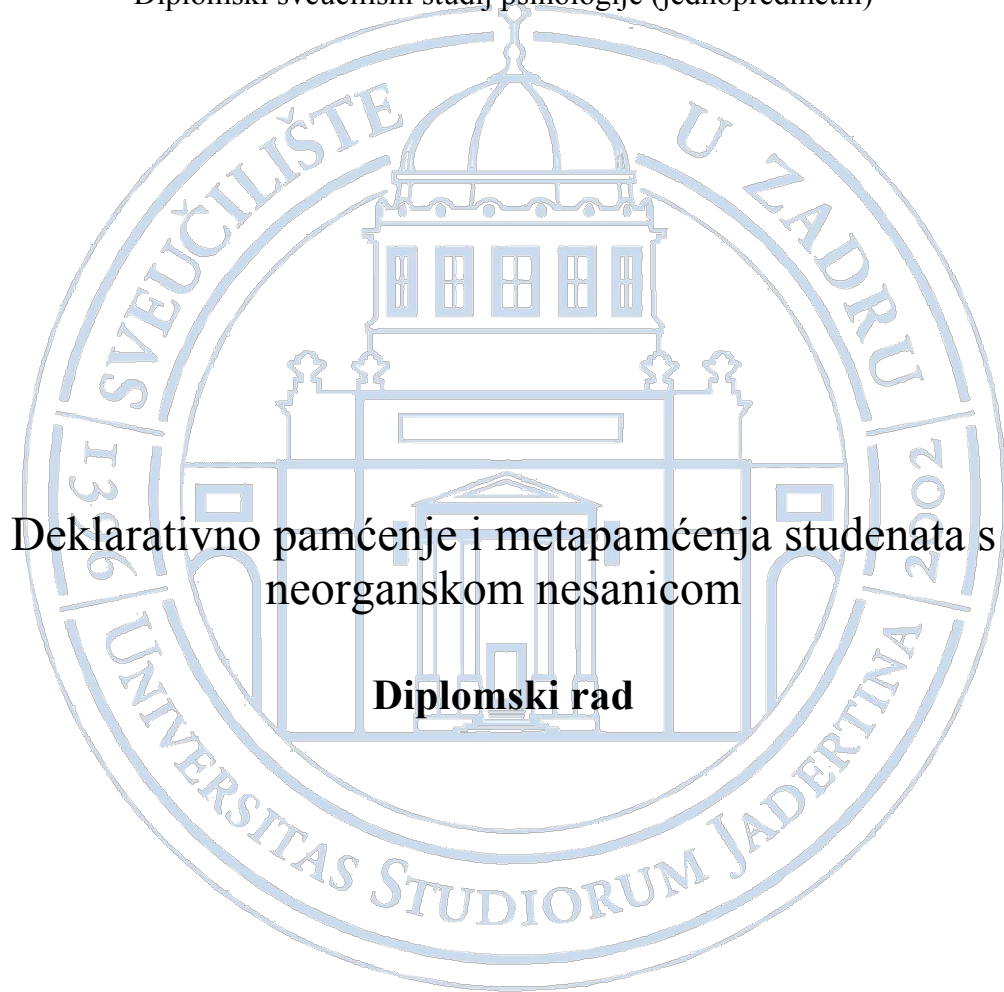 Diplomski sveučilišni studij psihologije (jednopredmetni)
SVEUČILIŠTE U ZADRU
1396
2002
Deklarativno pamćenje i metapamćenja studenata s
neorganskom nesanicom
Diplomski rad
UNIVERSITAS STUDIORUM JADERTINA